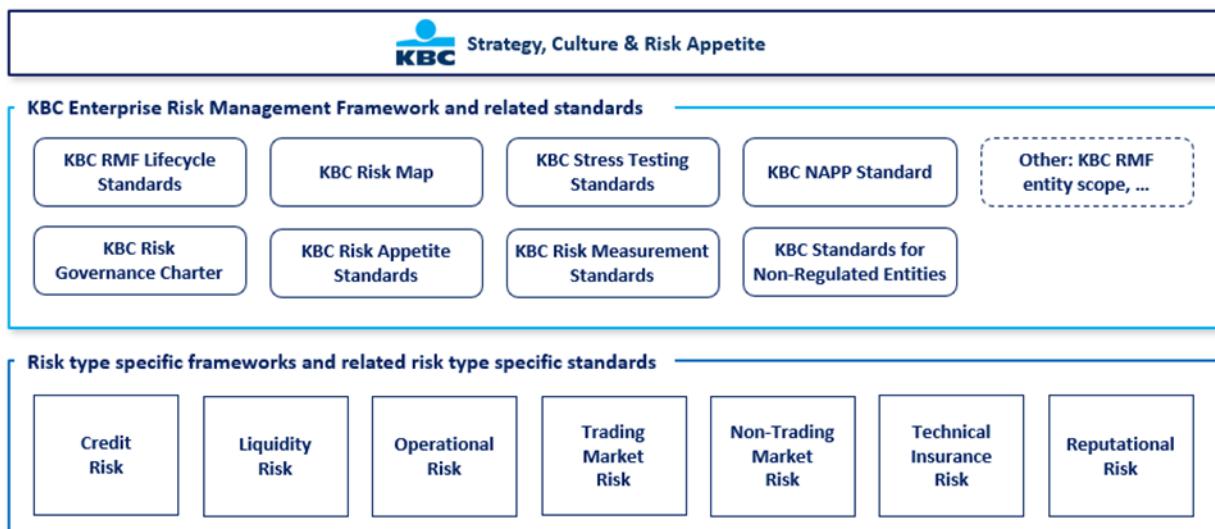 KBC Strategy, Culture & Risk Appetite
KBC Enterprise Risk Management Framework and related standards
KBC RMF Lifecycle
Standards
KBC Risk Map
KBC Stress Testing
Standards
KBC NAPP Standard
Other: KBC RMF
entity scope, ...
KBC Risk
Governance Charter
KBC Risk Appetite
Standards
KBC Risk Measurement
Standards
KBC Standards for
Non-Regulated Entities
Risk type specific frameworks and related risk type specific standards
Credit
Risk
Liquidity
Risk
Operational
Risk
Trading
Market
Risk
Non-Trading
Market
Risk
Technical
Insurance
Risk
Reputational
Risk